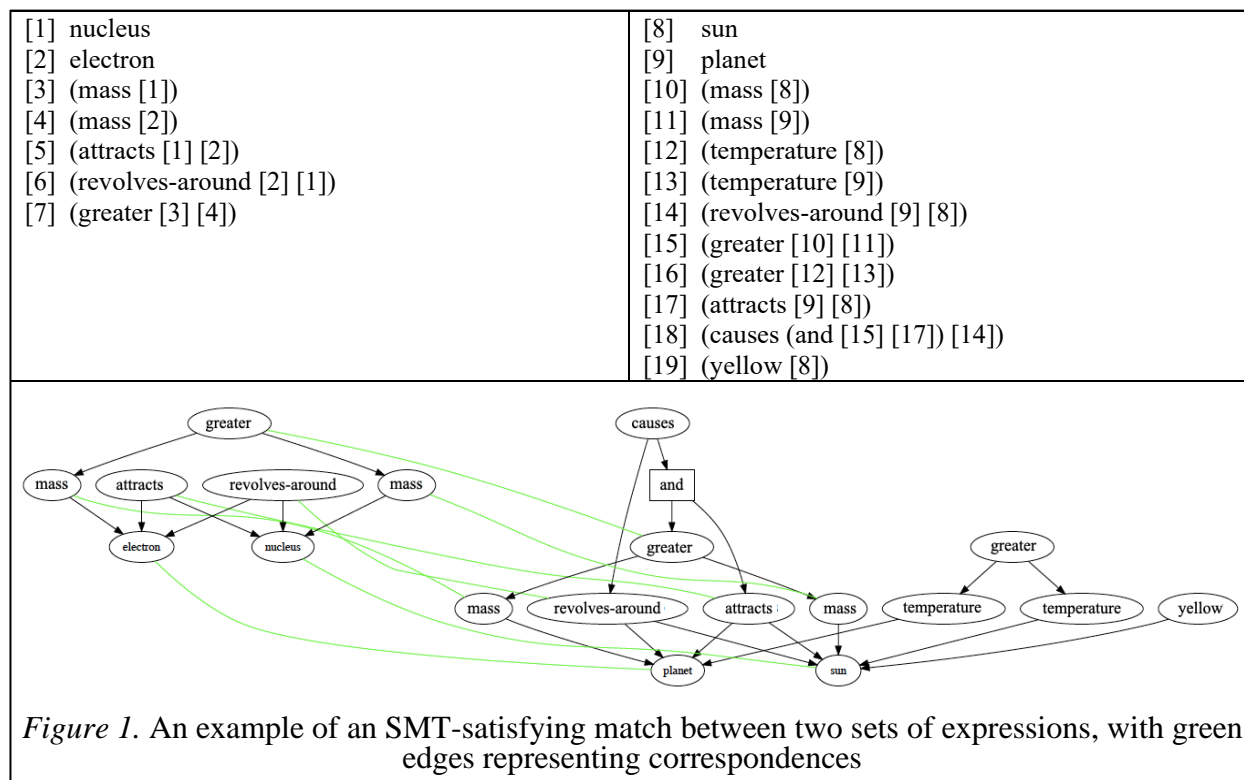 [1] nucleus
[2] electron
[3] (mass [1])
[4] (mass [2])
[5] (attracts [1] [2])
[6] (revolves-around [2] [1])
[7] (greater [3] [4])
[8] sun
[9] planet
[10] (mass [8])
[11] (mass [9])
[12] (temperature [8])
[13] (temperature [9])
[14] (revolves-around [9] [8])
[15] (greater [10] [11])
[16] (greater [12] [13])
[17] (attracts [9] [8])
[18] (causes (and [15] [17]) [14])
[19] (yellow [8])
greater
mass
attracts
revolves-around
mass
electron
nucleus
causes
and
greater
mass
revolves-around
attracts
mass
planet
sun
greater
temperature
temperature
yellow
Figure 1. An example of an SMT-satisfying match between two sets of expressions, with green
edges representing correspondences